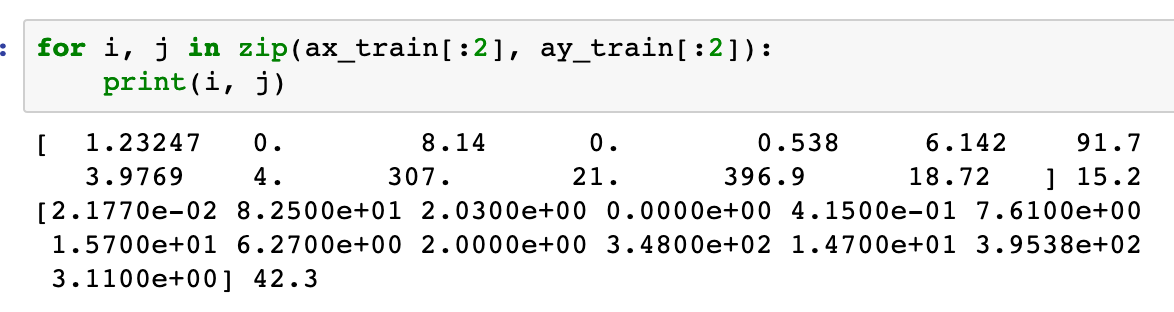 :
for i, j in zip(ax_train[:2], ay_train[:2]):
    print(i, j)
[  1.23247   0.        8.14      0.        0.538     6.142    91.7
   3.9769    4.      307.       21.      396.9      18.72   ] 15.2
[2.1770e-02 8.2500e+01 2.0300e+00 0.0000e+00 4.1500e-01 7.6100e+00
 1.5700e+01 6.2700e+00 2.0000e+00 3.4800e+02 1.4700e+01 3.9538e+02
 3.1100e+00] 42.3